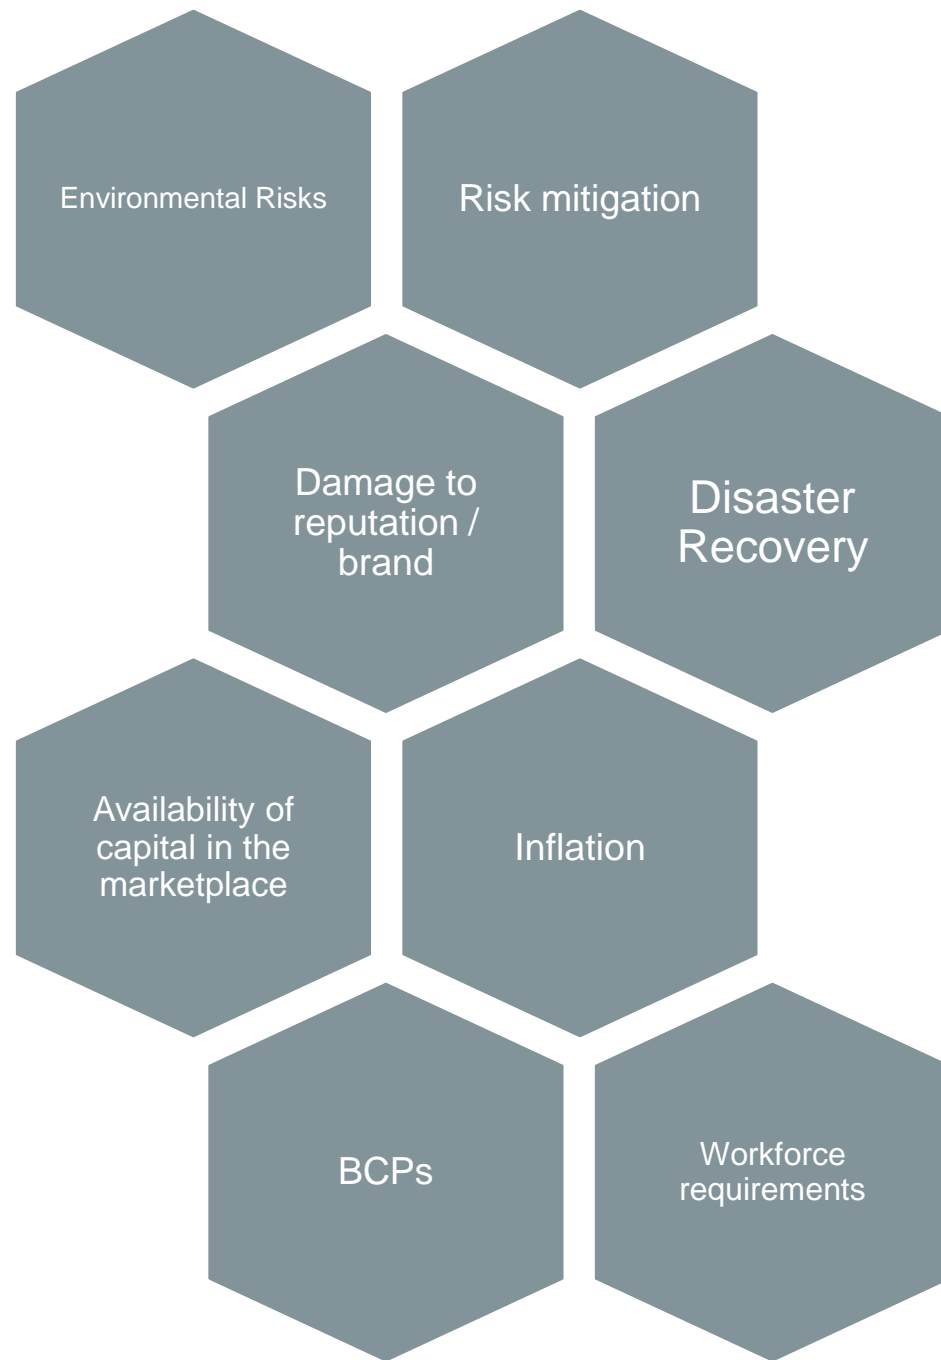 Environmental Risks
Risk mitigation
Damage to
reputation /
brand
Disaster
Recovery
Availability of
capital in the
marketplace
Inflation
BCPs
Workforce
requirements